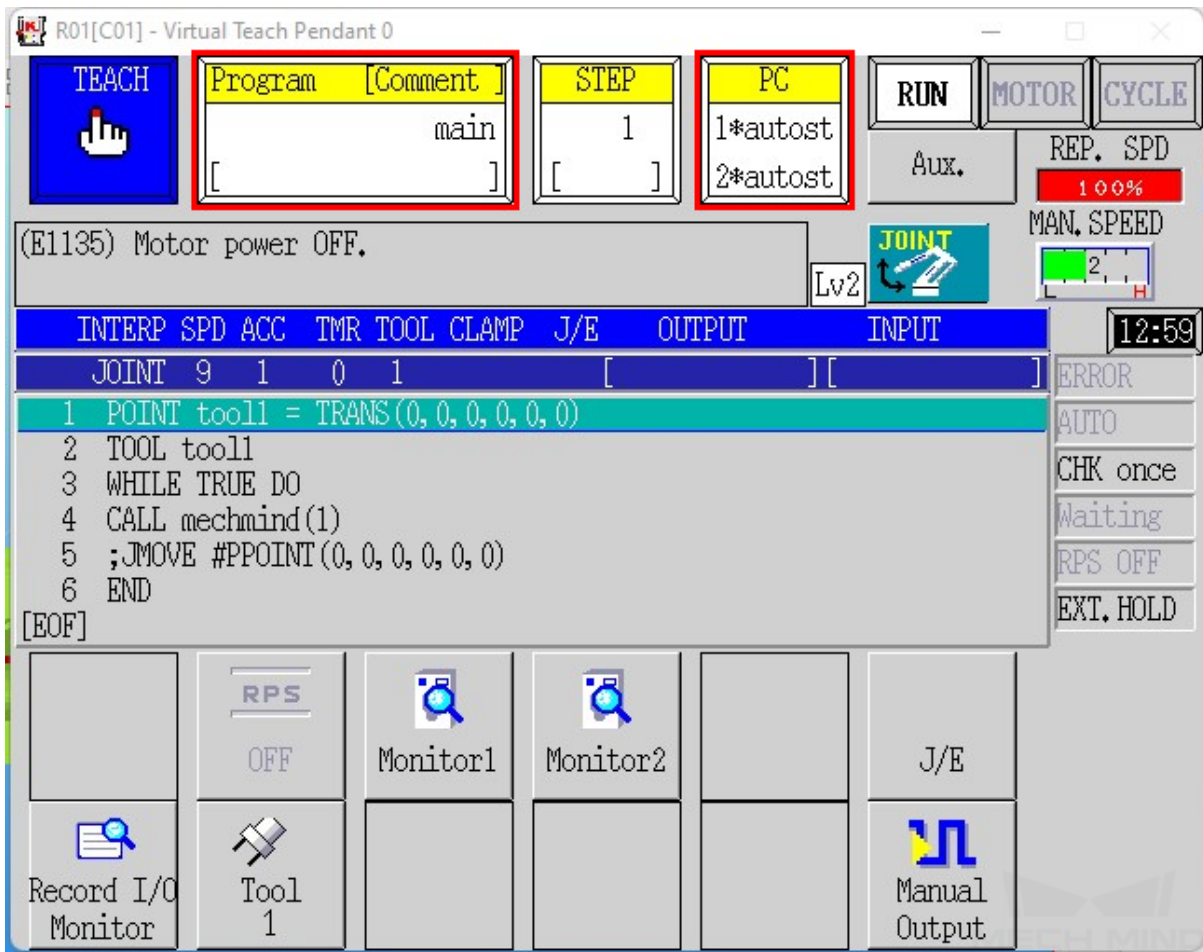 R01[C01] - Virtual Teach Pendant 0
TEACH
Program [Comment ]
main
[ ]
STEP
1
[ ]
PC
1*autost
2*autost
RUN
MOTOR
CYCLE
Aux.
REP. SPD
100%
(E1135) Motor power OFF.
Lv2
JOINT
MAN.SPEED
2
L H
INTERP SPD ACC TMR TOOL CLAMP J/E OUTPUT INPUT
12:59
JOINT 9 1 0 1 [ ][ ]
1 POINT tool1 = TRANS(0,0,0,0,0,0)
2 TOOL tool1
3 WHILE TRUE DO
4 CALL mechmind(1)
5 ;JMOVE #PPOINT(0,0,0,0,0,0)
6 END
[EOF]
ERROR
AUTO
CHK once
Waiting
RPS OFF
EXT.HOLD
RPS
OFF
Monitor1
Monitor2
J/E
Record I/O
Monitor
Tool
1
Manual
Output
MECH MIND